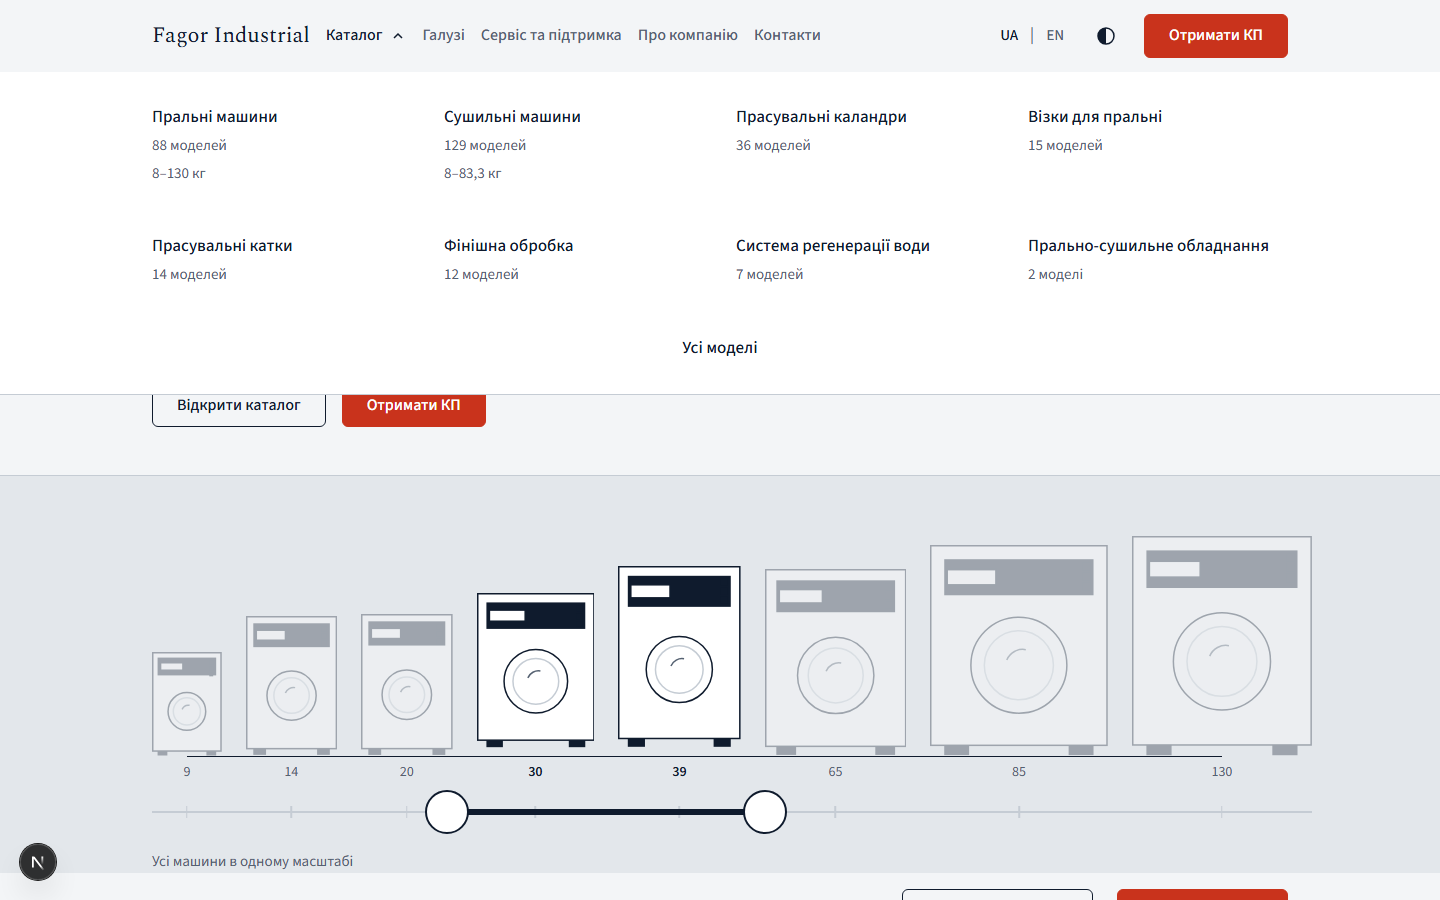 Fagor Industrial Каталог Галузі Сервіс та підтримка Про компанію Контакти UA | EN Отримати КП
Пральні машини
88 моделей
8–130 кг
Сушильні машини
129 моделей
8–83,3 кг
Прасувальні каландри
36 моделей
Візки для пральні
15 моделей
Прасувальні катки
14 моделей
Фінішна обробка
12 моделей
Система регенерації води
7 моделей
Прально-сушильне обладнання
2 моделі
Усі моделі
Відкрити каталог Отримати КП
9 14 20 30 39 65 85 130
Усі машини в одному масштабі
N